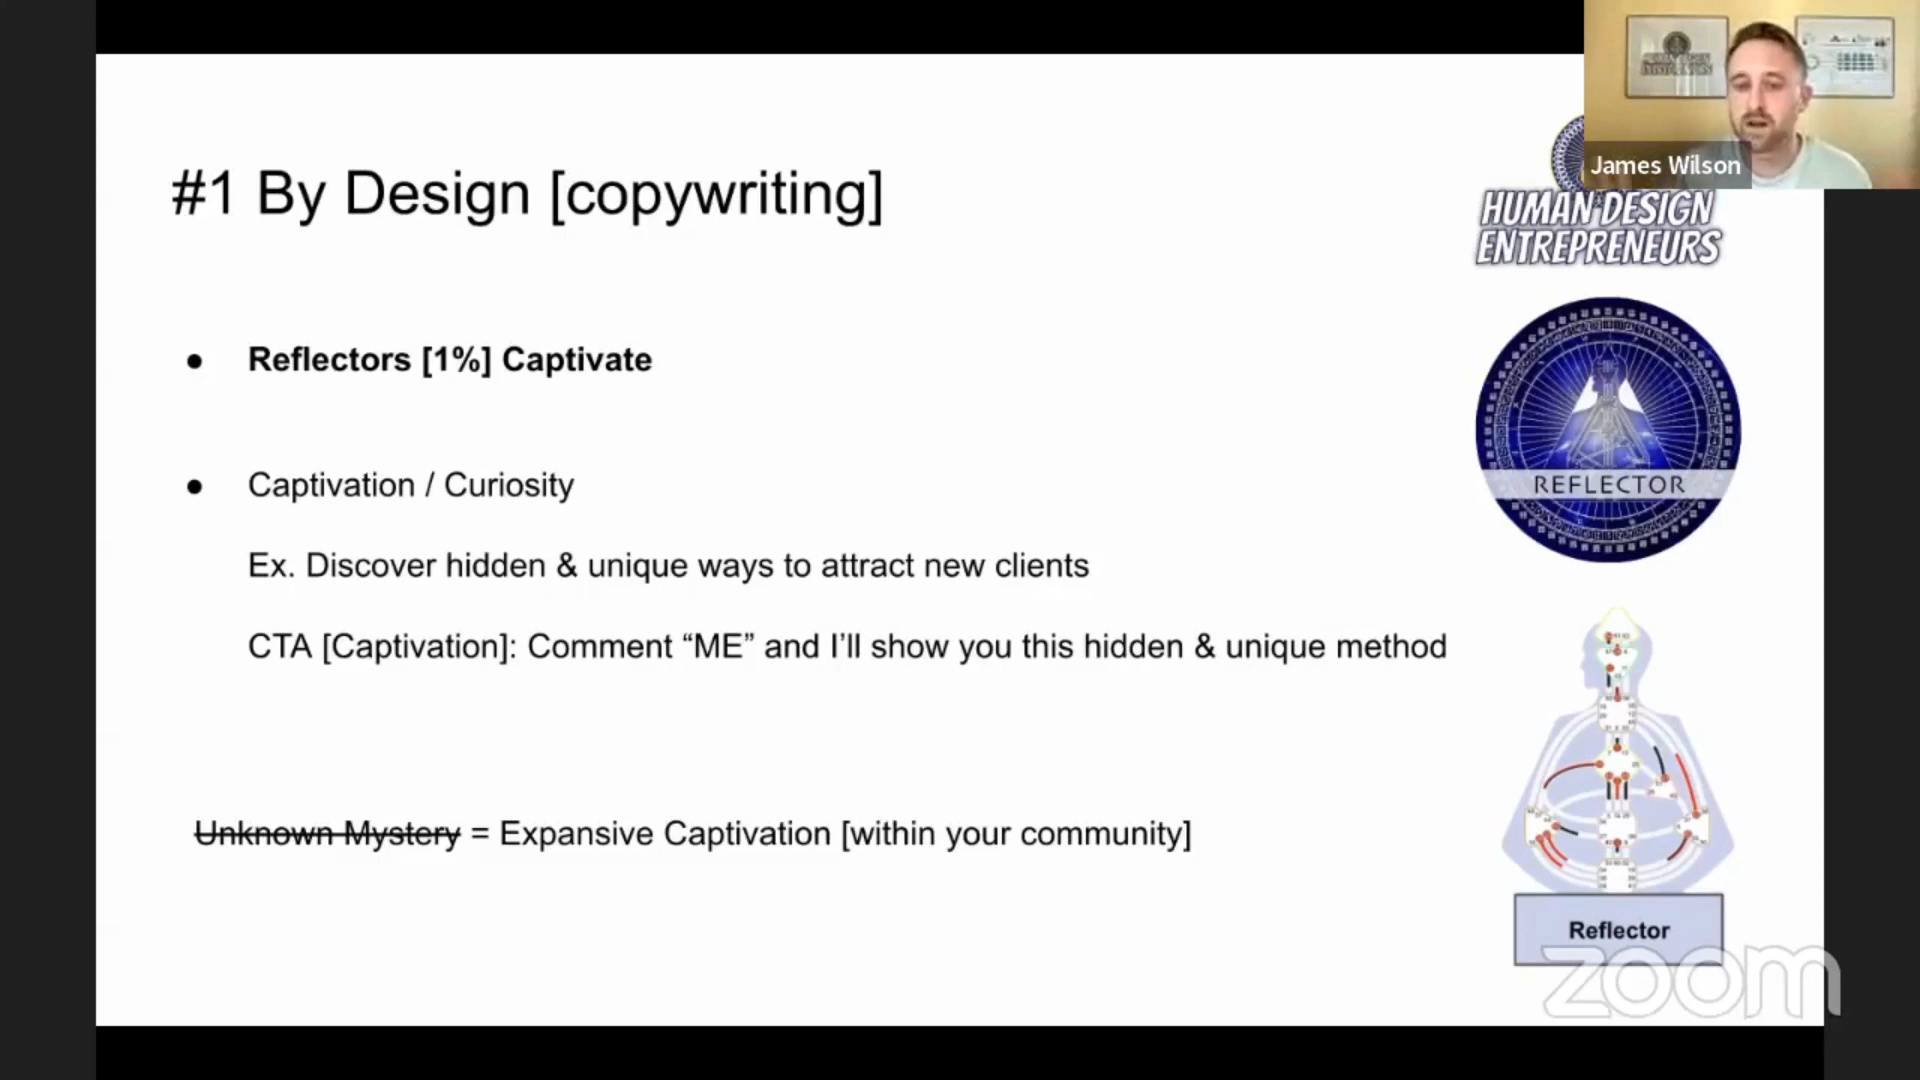 James Wilson
#1 By Design [copywriting]
HUMAN DESIGN
ENTREPRENEURS
● Reflectors [1%] Captivate
● Captivation / Curiosity
Ex. Discover hidden & unique ways to attract new clients
CTA [Captivation]: Comment “ME” and I’ll show you this hidden & unique method
Unknown Mystery = Expansive Captivation [within your community]
REFLECTOR
Reflector
zoom